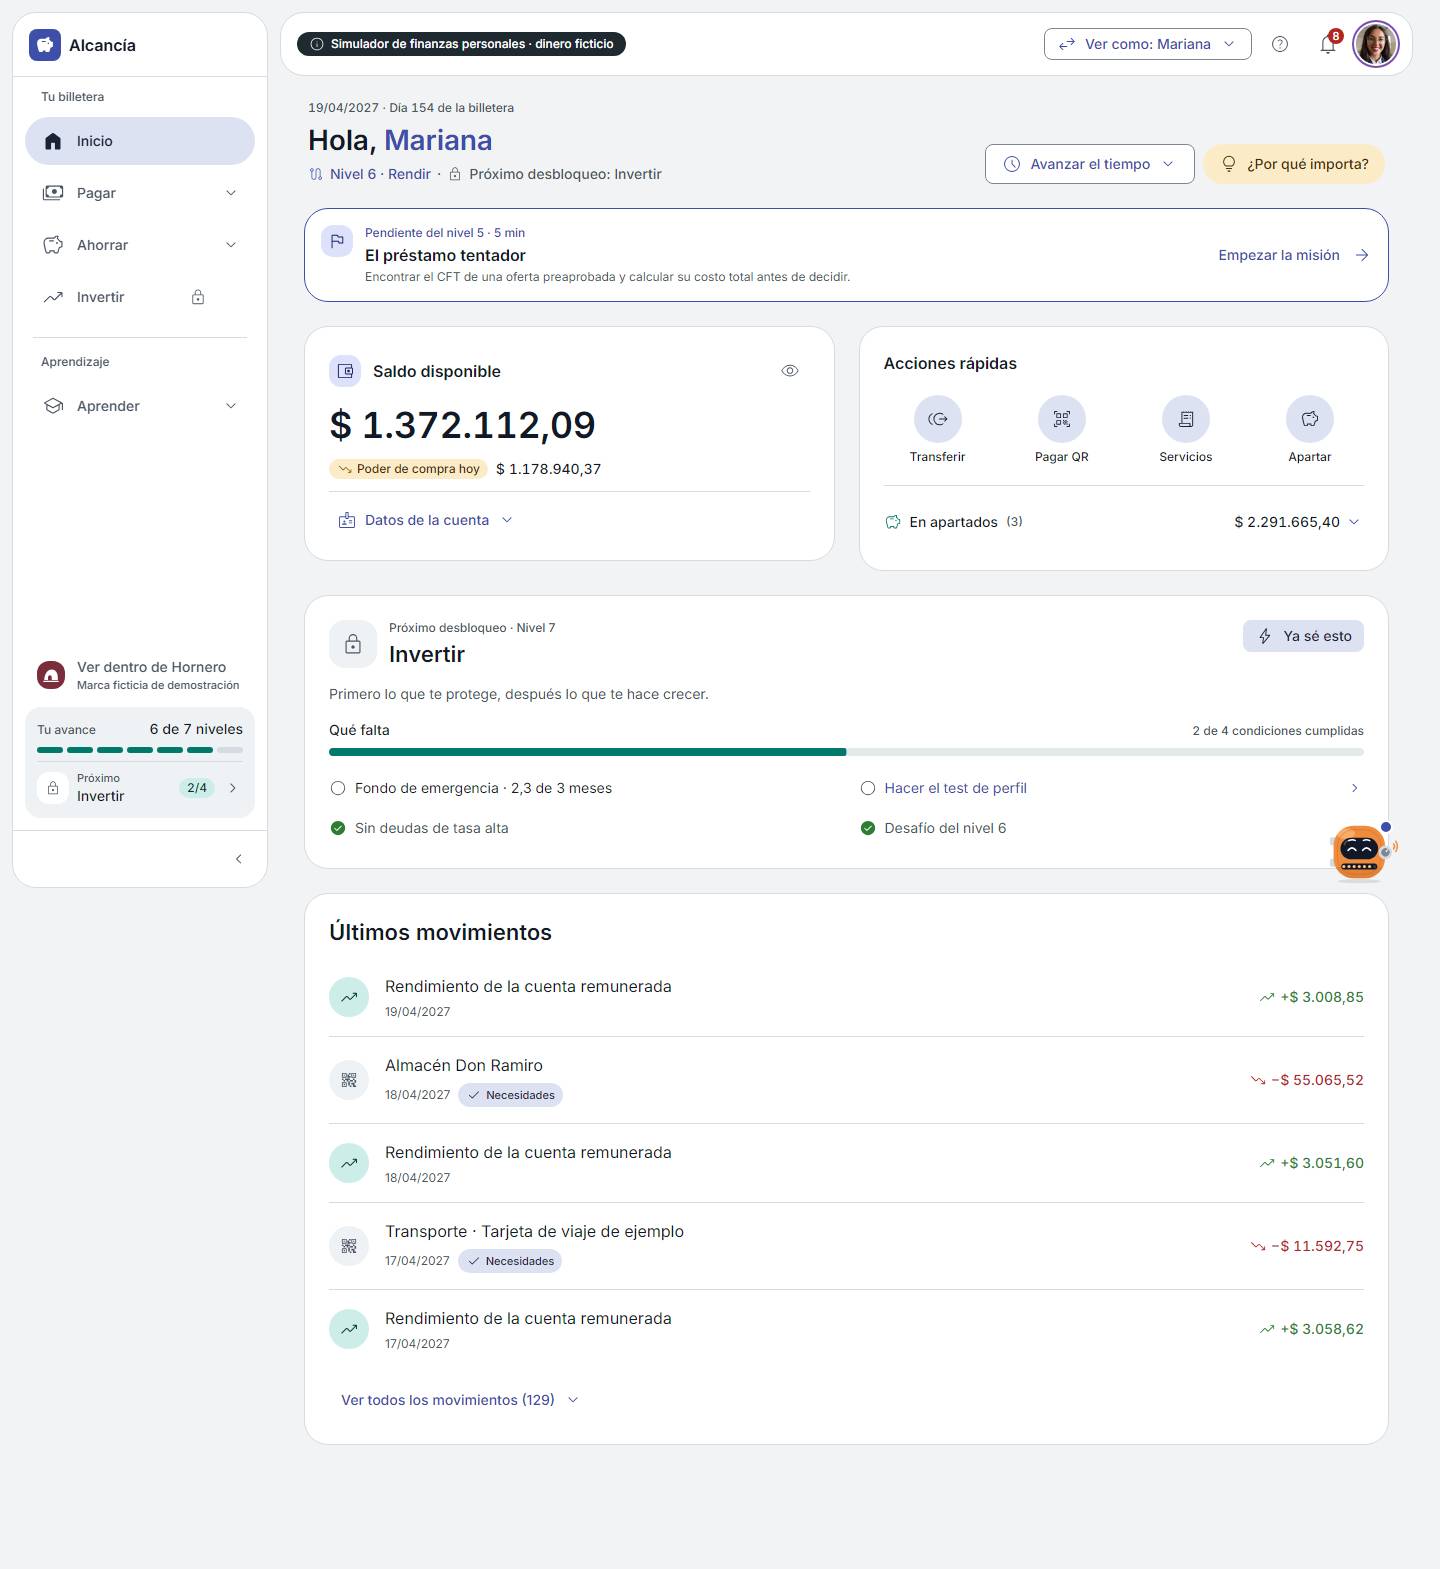 Alcancía
Tu billetera
Inicio
Pagar
Ahorrar
Invertir
Aprendizaje
Aprender
Ver dentro de Hornero
Marca ficticia de demostración
Tu avance
6 de 7 niveles
Próximo
Invertir
2/4
Simulador de finanzas personales · dinero ficticio
Ver como: Mariana
8
19/04/2027 · Día 154 de la billetera
Hola, Mariana
Nivel 6 · Rendir · Próximo desbloqueo: Invertir
Avanzar el tiempo
¿Por qué importa?
Pendiente del nivel 5 · 5 min
El préstamo tentador
Encontrar el CFT de una oferta preaprobada y calcular su costo total antes de decidir.
Empezar la misión
Saldo disponible
$ 1.372.112,09
Poder de compra hoy $ 1.178.940,37
Datos de la cuenta
Acciones rápidas
Transferir
Pagar QR
Servicios
Apartar
En apartados (3)
$ 2.291.665,40
Próximo desbloqueo · Nivel 7
Invertir
Ya sé esto
Primero lo que te protege, después lo que te hace crecer.
Qué falta
2 de 4 condiciones cumplidas
Fondo de emergencia · 2,3 de 3 meses
Hacer el test de perfil
Sin deudas de tasa alta
Desafío del nivel 6
Últimos movimientos
Rendimiento de la cuenta remunerada
19/04/2027
+$ 3.008,85
Almacén Don Ramiro
18/04/2027 Necesidades
−$ 55.065,52
Rendimiento de la cuenta remunerada
18/04/2027
+$ 3.051,60
Transporte · Tarjeta de viaje de ejemplo
17/04/2027 Necesidades
−$ 11.592,75
Rendimiento de la cuenta remunerada
17/04/2027
+$ 3.058,62
Ver todos los movimientos (129)